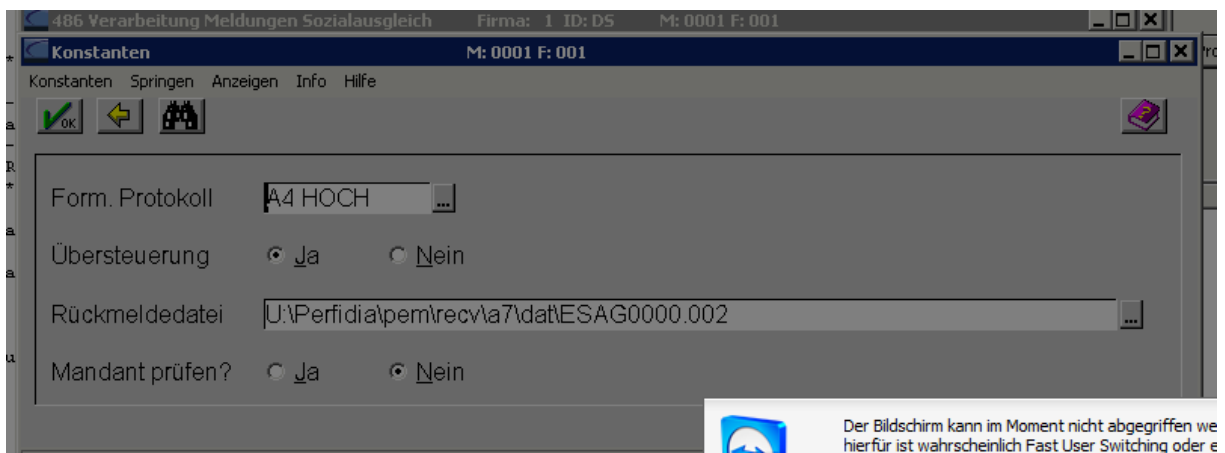 486 Verarbeitung Meldungen Sozialausgleich Firma: 1 ID: DS M: 0001 F: 001
Konstanten M: 0001 F: 001
Konstanten Springen Anzeigen Info Hilfe
OK
Form. Protokoll A4 HOCH ...
Übersteuerung Ja Nein
Rückmeldedatei U:\Perfidia\pem\recv\a7\dat\ESAG0000.002 ...
Mandant prüfen? Ja Nein
Der Bildschirm kann im Moment nicht abgegriffen we
hierfür ist wahrscheinlich Fast User Switching oder e